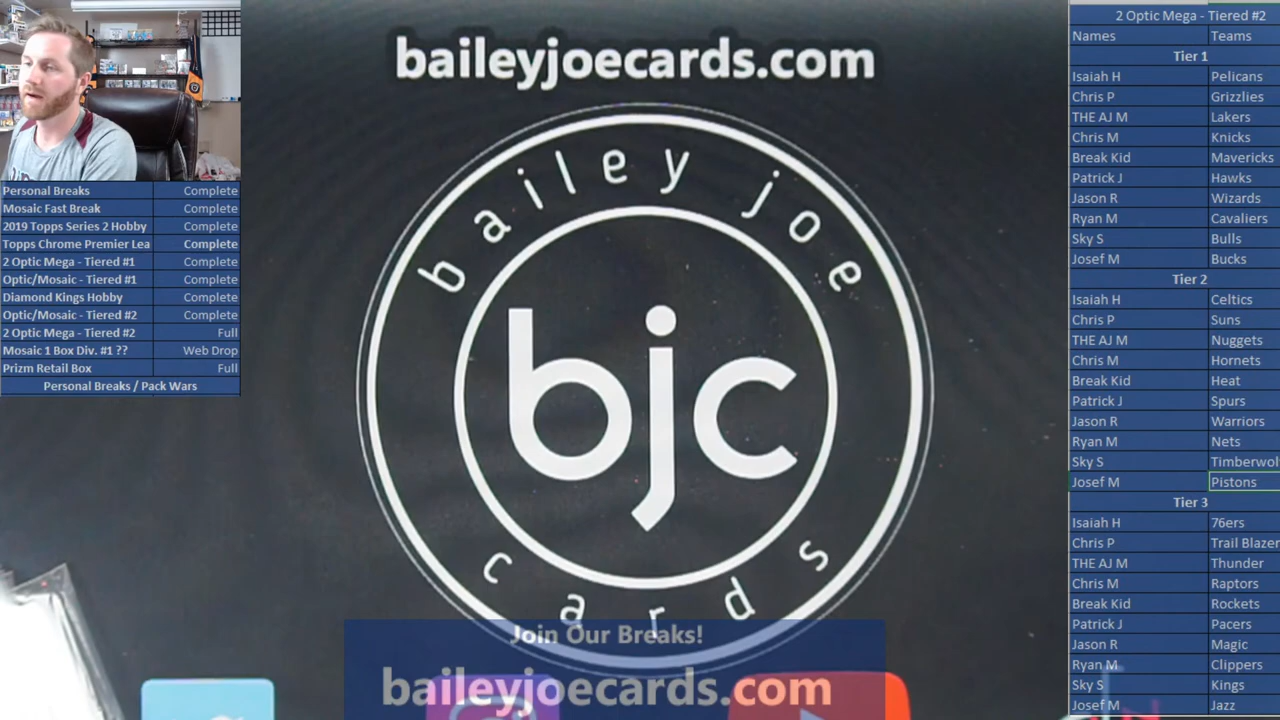 baileyjoecards.com
bailey joe
bjc
cards
Join Our Breaks!
baileyjoecards.com
Personal Breaks Complete
Mosaic Fast Break Complete
2019 Topps Series 2 Hobby Complete
Topps Chrome Premier Lea Complete
2 Optic Mega - Tiered #1 Complete
Optic/Mosaic - Tiered #1 Complete
Diamond Kings Hobby Complete
Optic/Mosaic - Tiered #2 Complete
2 Optic Mega - Tiered #2 Full
Mosaic 1 Box Div. #1 ?? Web Drop
Prizm Retail Box Full
Personal Breaks / Pack Wars
2 Optic Mega - Tiered #2
Names Teams
Tier 1
Isaiah H Pelicans
Chris P Grizzlies
THE AJ M Lakers
Chris M Knicks
Break Kid Mavericks
Patrick J Hawks
Jason R Wizards
Ryan M Cavaliers
Sky S Bulls
Josef M Bucks
Tier 2
Isaiah H Celtics
Chris P Suns
THE AJ M Nuggets
Chris M Hornets
Break Kid Heat
Patrick J Spurs
Jason R Warriors
Ryan M Nets
Sky S Timberwol
Josef M Pistons
Tier 3
Isaiah H 76ers
Chris P Trail Blazer
THE AJ M Thunder
Chris M Raptors
Break Kid Rockets
Patrick J Pacers
Jason R Magic
Ryan M Clippers
Sky S Kings
Josef M Jazz